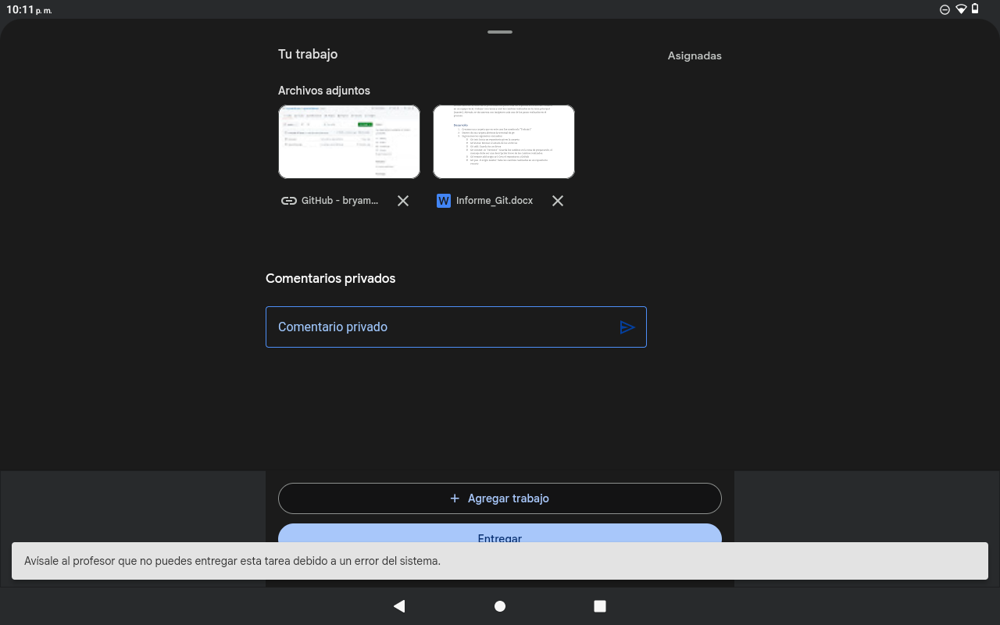 10:11 p. m.
Tu trabajo
Asignadas
Archivos adjuntos
Desarrollo
GitHub - bryam...
W Informe_Git.docx
Comentarios privados
Comentario privado
+ Agregar trabajo
Entregar
Avísale al profesor que no puedes entregar esta tarea debido a un error del sistema.